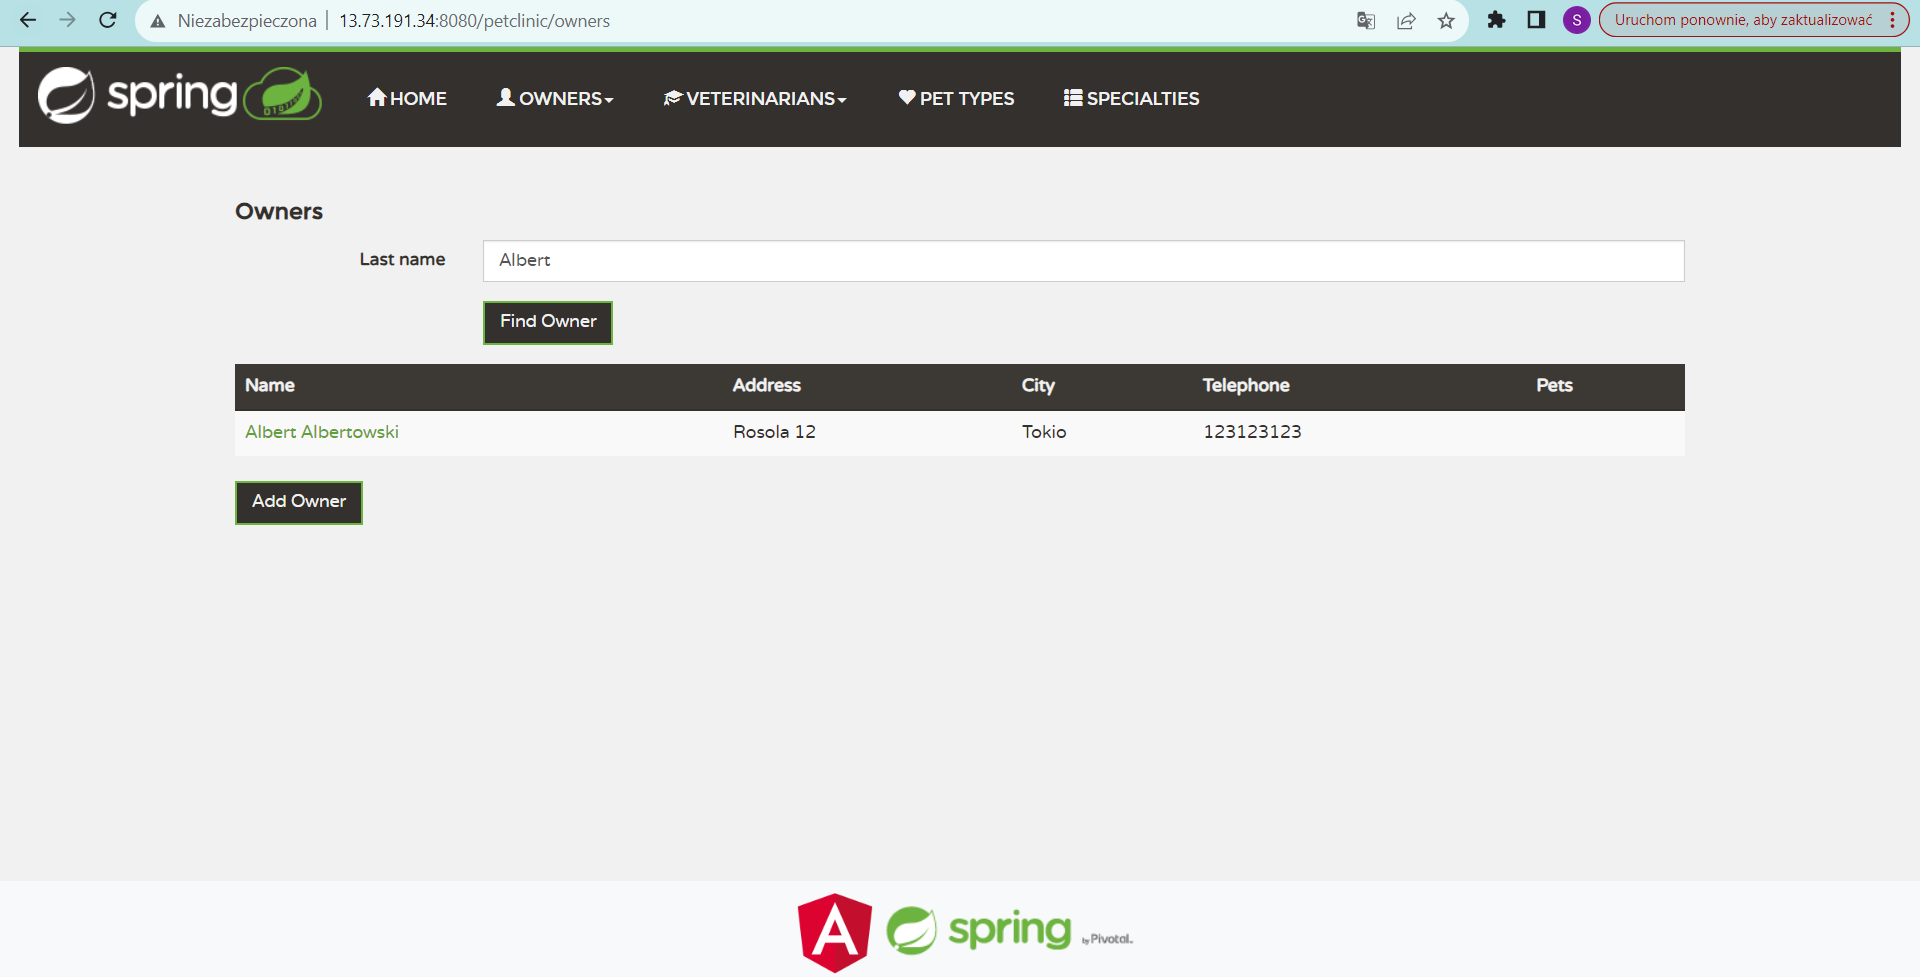 Niezabezpieczona 13.73.191.34:8080/petclinic/owners S Uruchom ponownie, aby zaktualizować
spring HOME OWNERS VETERINARIANS PET TYPES SPECIALTIES
Owners
Last name Albert
Find Owner
Name Address City Telephone Pets
Albert Albertowski Rosola 12 Tokio 123123123
Add Owner
A spring by Pivotal.